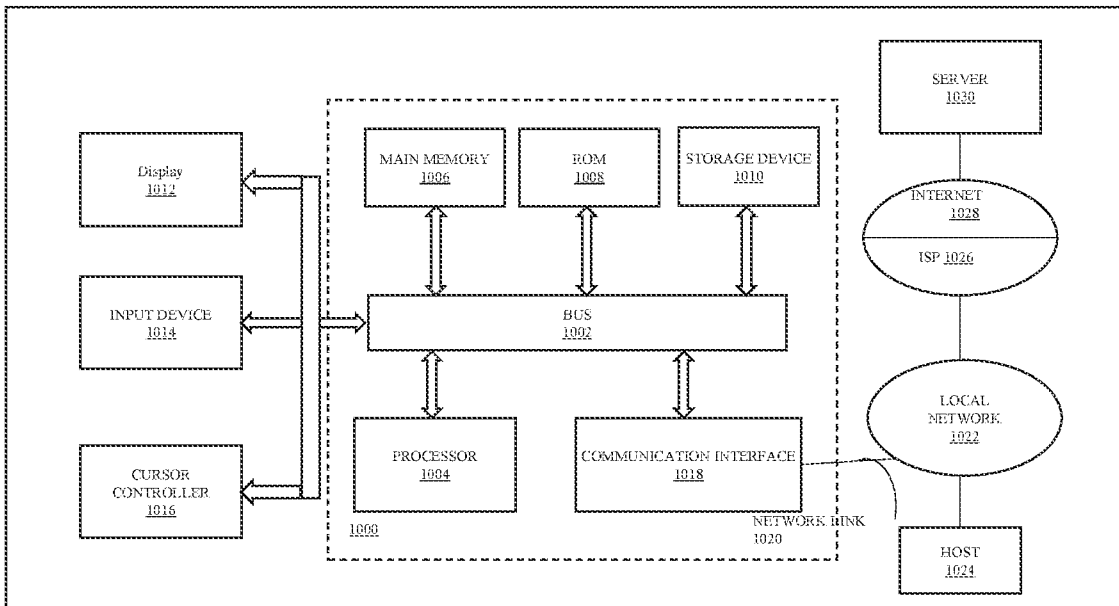 SERVER
1030
MAIN MEMORY
1006
ROM
1008
STORAGE DEVICE
1010
Display
1012
INTERNET
1028
ISP 1026
INPUT DEVICE
1014
BUS
1002
LOCAL
NETWORK
1022
PROCESSOR
1004
COMMUNICATION INTERFACE
1018
CURSOR
CONTROLLER
1016
1000
NETWORK LINK
1020
HOST
1024